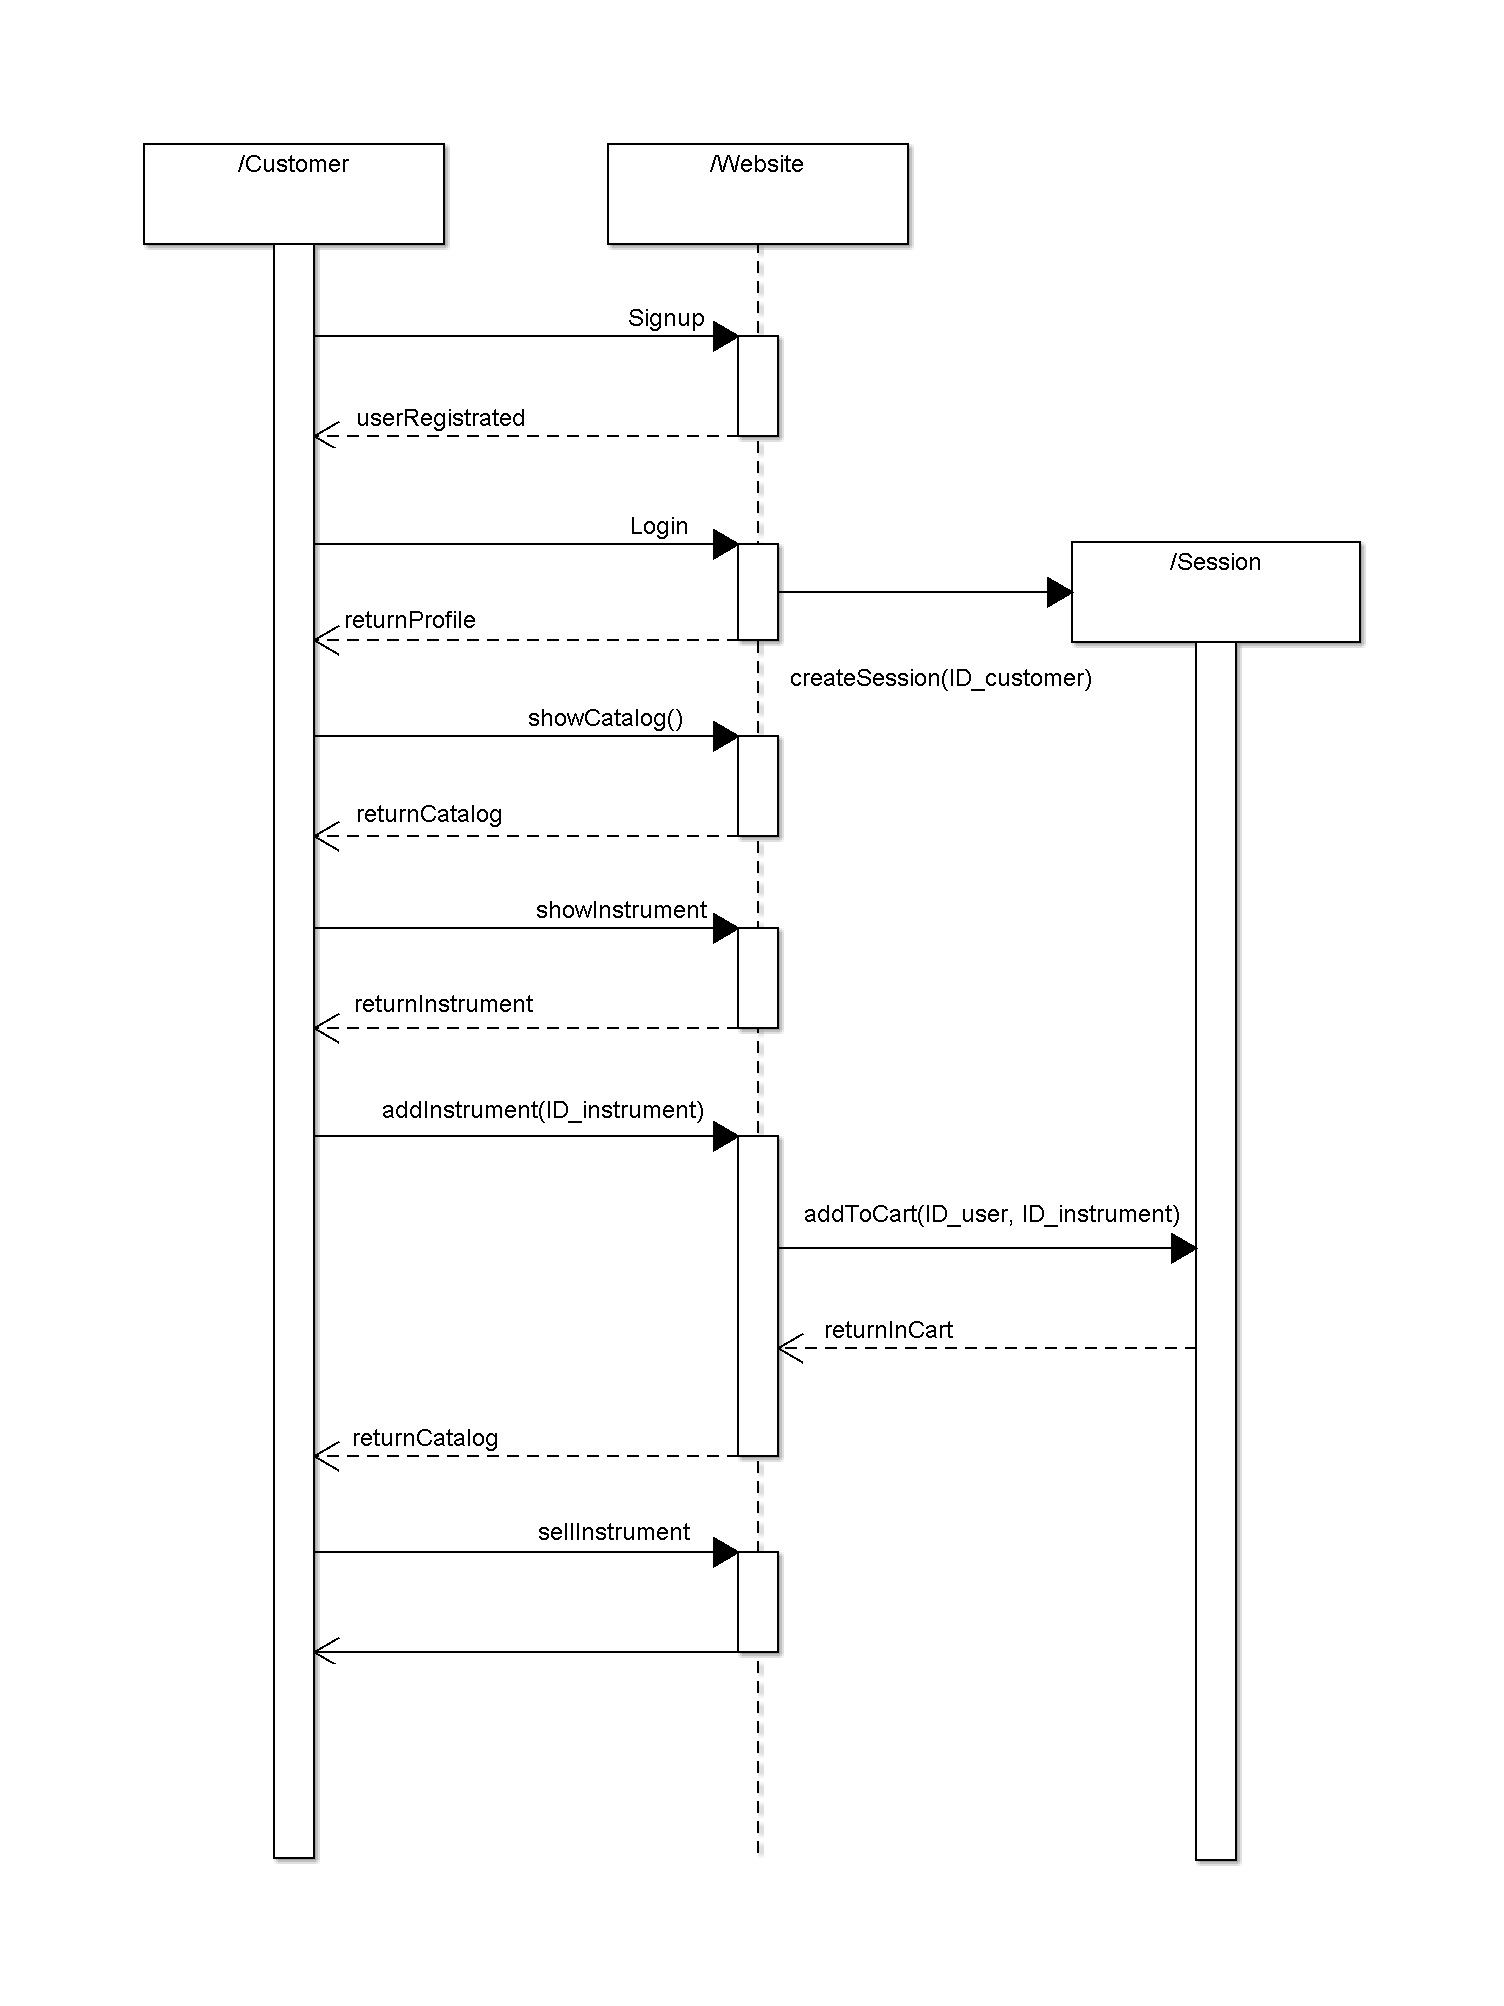 /Customer
/Website
Signup
userRegistrated
Login
/Session
returnProfile
createSession(ID_customer)
showCatalog()
returnCatalog
showInstrument
returnInstrument
addInstrument(ID_instrument)
addToCart(ID_user, ID_instrument)
returnInCart
returnCatalog
sellInstrument